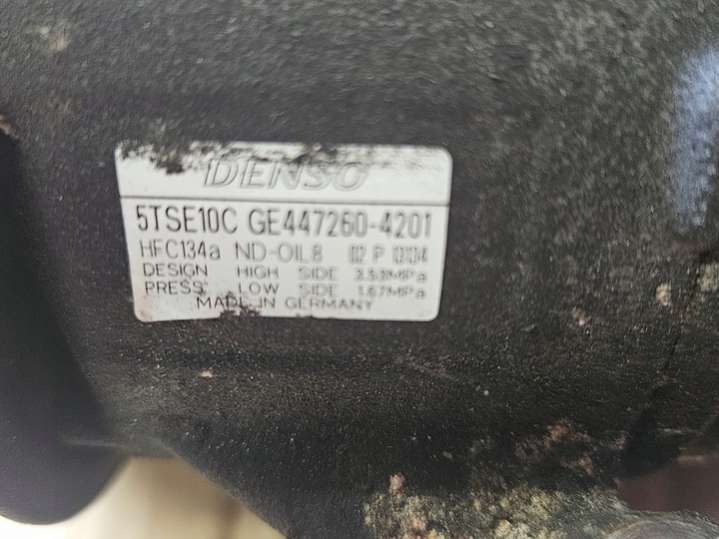 DENSO
5TSE10C GE447260-4201
HFC134a ND-OIL8 02 P 13134
DESIGN HIGH SIDE 3.53MPa
PRESS LOW SIDE 1.67MPa
MADE IN GERMANY